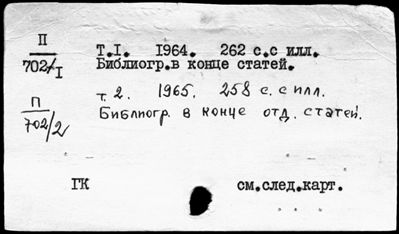 П
702/I
Т.I. 1964. 262 с.с илл.
Библиогр.в конце статей.
П
702/2
т. 2. 1965. 258 с. с илл.
Библиогр. в конце отд. статей.
ГК
см.след.карт.